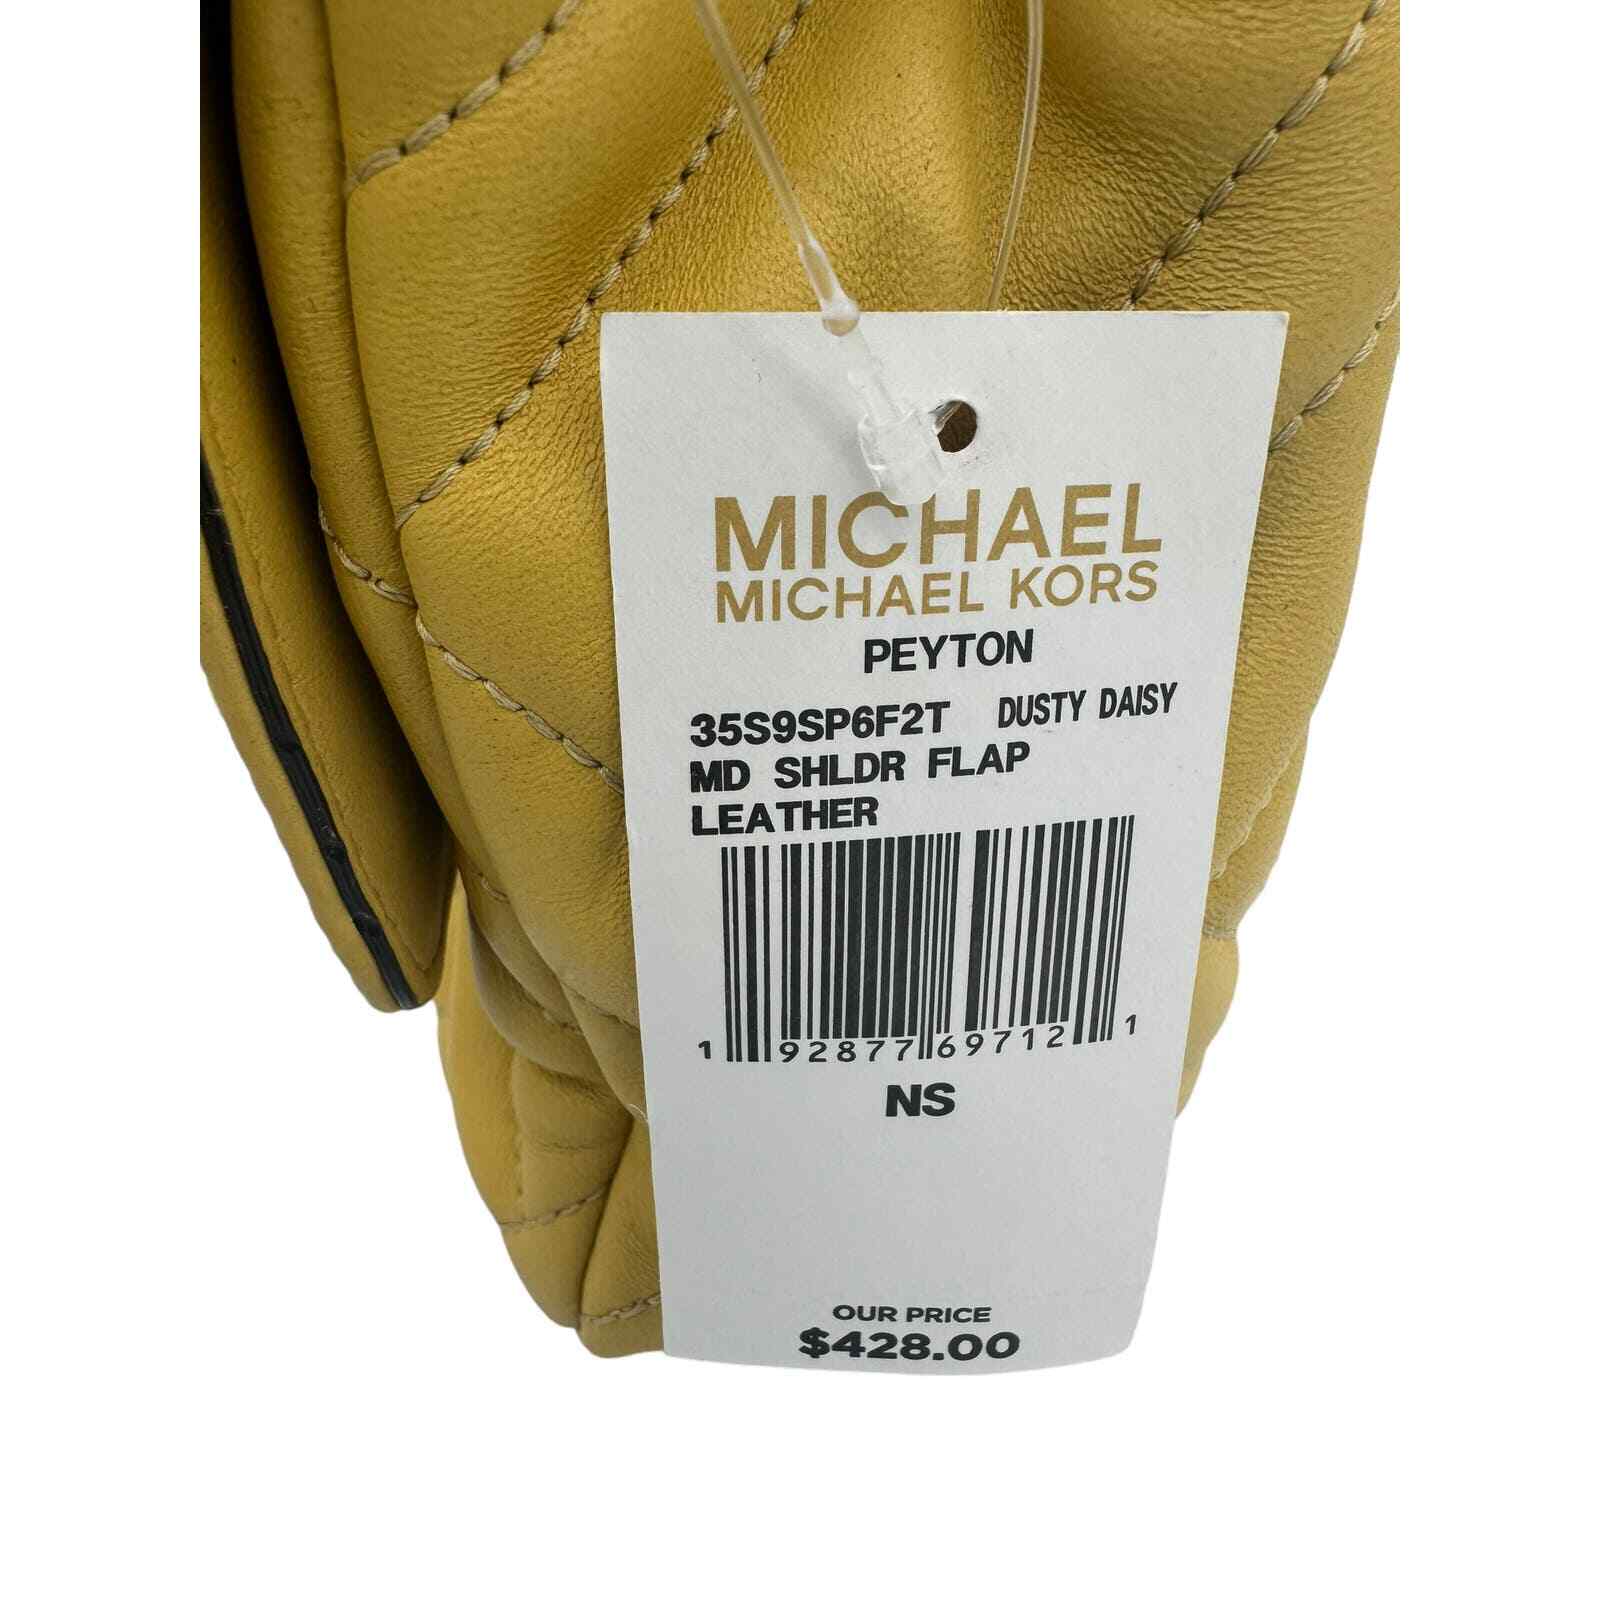 MICHAEL
MICHAEL KORS
PEYTON
35S9SP6F2T DUSTY DAISY
MD SHLDR FLAP
LEATHER
1 92877 69712 1
NS
OUR PRICE
$428.00